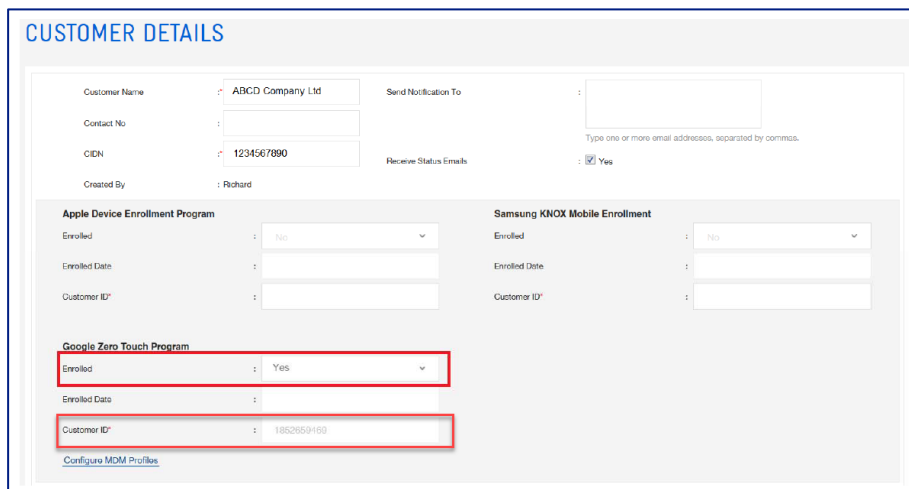 CUSTOMER DETAILS
Customer Name :* ABCD Company Ltd Send Notification To :
Contact No :
Type one or more email addresses, separated by commas.
CIDN :* 1234567890 Receive Status Emails : Yes
Created By : Richard
Apple Device Enrollment Program Samsung KNOX Mobile Enrollment
Enrolled : No Enrolled : No
Enrolled Date : Enrolled Date :
Customer ID* : Customer ID* :
Google Zero Touch Program
Enrolled : Yes
Enrolled Date :
Customer ID* : 1852659469
Configure MDM Profiles